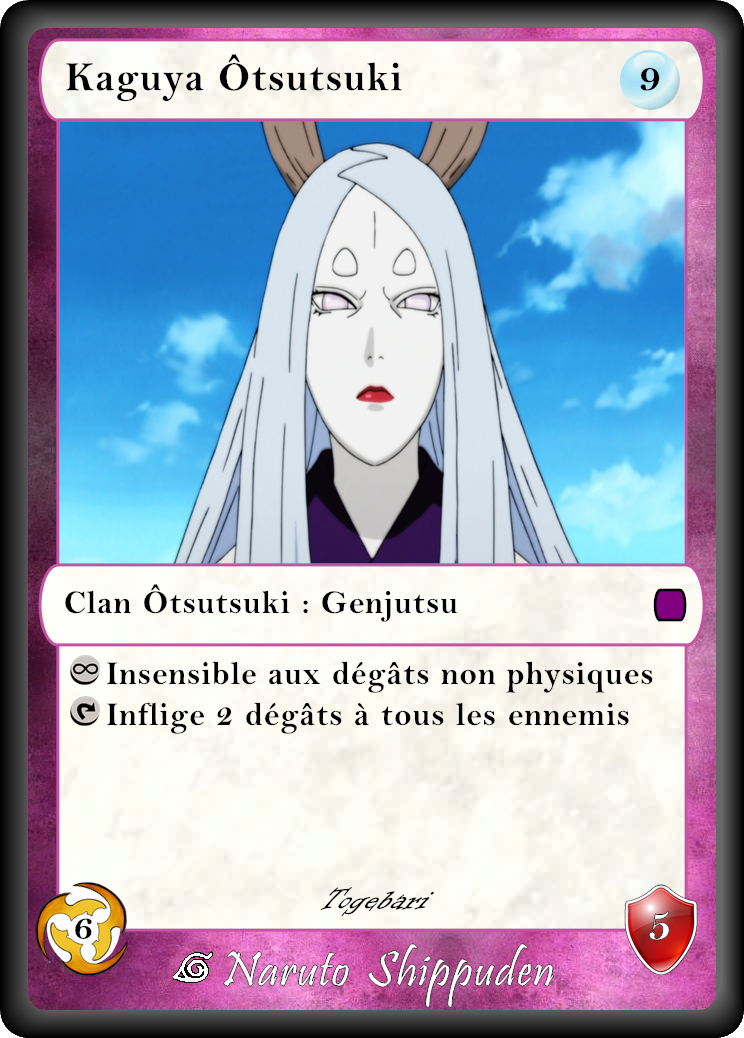 Kaguya Ôtsutsuki 9
Clan Ôtsutsuki : Genjutsu
Insensible aux dégâts non physiques
Inflige 2 dégâts à tous les ennemis
Togebari
6 5
Naruto Shippuden